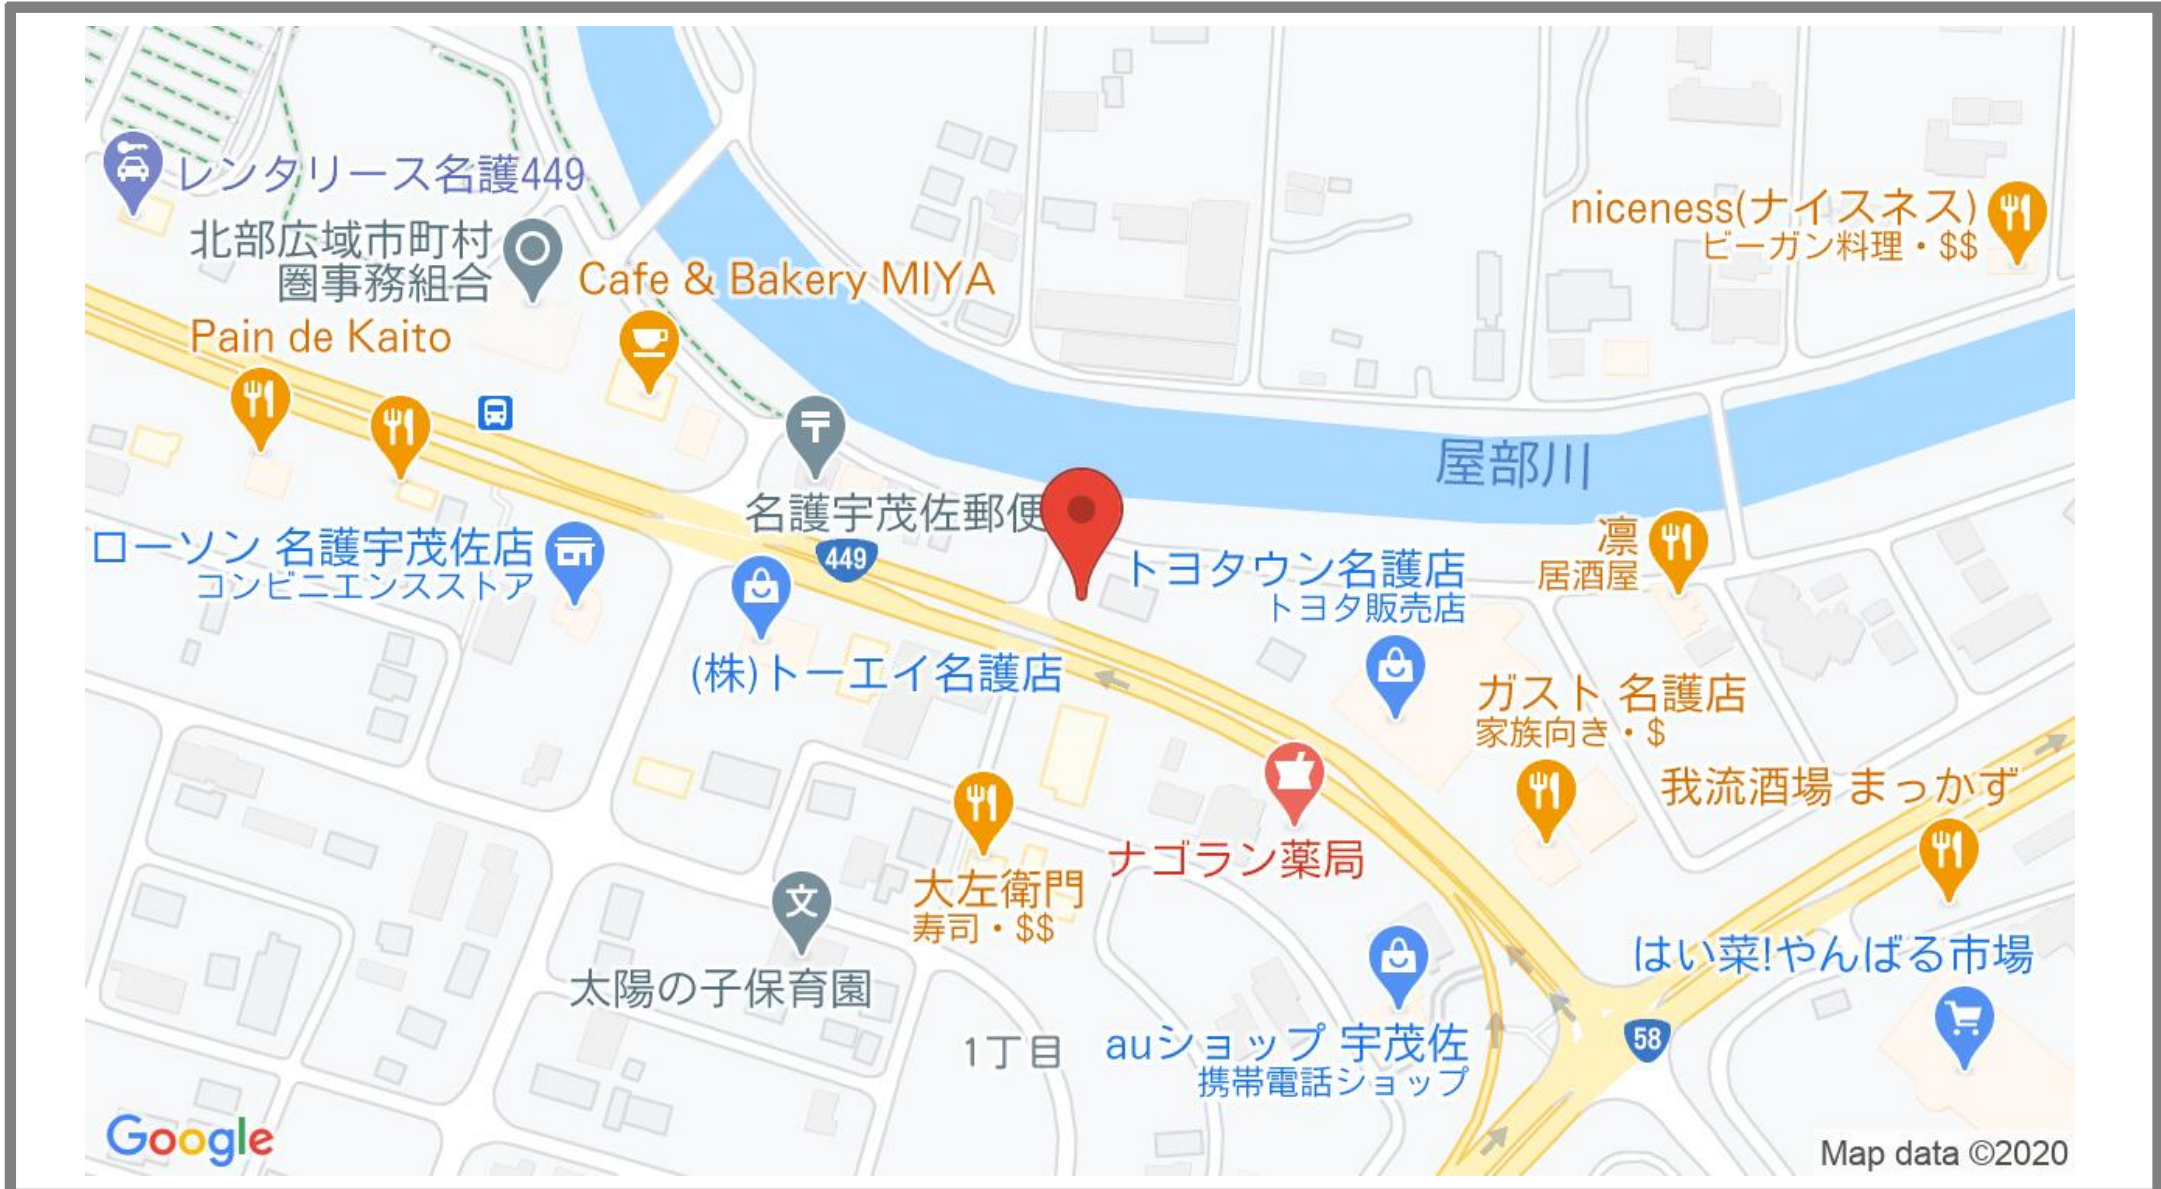 レンタリース名護449
niceness(ナイスネス)
ビーガン料理・$$
北部広域市町村
圏事務組合
Cafe & Bakery MIYA
Pain de Kaito
屋部川
名護宇茂佐郵便
449
ローソン 名護宇茂佐店
コンビニエンスストア
凛
居酒屋
トヨタウン名護店
トヨタ販売店
(株)トーエイ名護店
ガスト 名護店
家族向き・$
我流酒場 まっかず
ナゴラン薬局
文
大左衛門
寿司・$$
太陽の子保育園
はい菜!やんばる市場
1丁目
auショップ 宇茂佐
携帯電話ショップ
58
Google
Map data ©2020